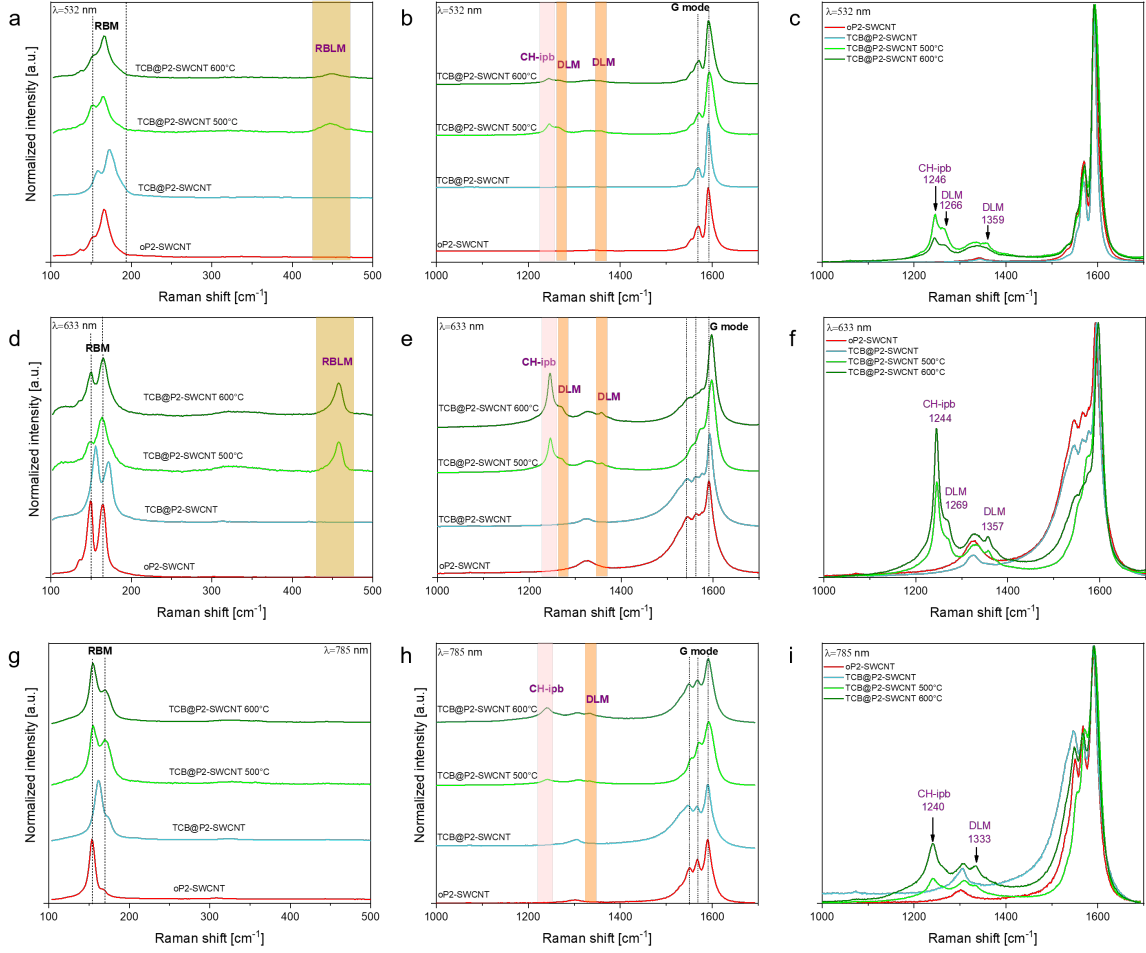 a
λ=532 nm
RBM
RBLM
TCB@P2-SWCNT 600°C
TCB@P2-SWCNT 500°C
TCB@P2-SWCNT
oP2-SWCNT
Normalized intensity [a.u.]
100 200 300 400 500
Raman shift [cm-1]
b
λ=532 nm
G mode
CH-ipb
DLM
DLM
TCB@P2-SWCNT 600°C
TCB@P2-SWCNT 500°C
TCB@P2-SWCNT
oP2-SWCNT
Normalized intensity [a.u.]
1000 1200 1400 1600
Raman shift [cm-1]
c
λ=532 nm
oP2-SWCNT
TCB@P2-SWCNT
TCB@P2-SWCNT 500°C
TCB@P2-SWCNT 600°C
CH-ipb
1246
DLM
1266
DLM
1359
1000 1200 1400 1600
Raman shift [cm-1]
d
λ=633 nm
RBM
RBLM
TCB@P2-SWCNT 600°C
TCB@P2-SWCNT 500°C
TCB@P2-SWCNT
oP2-SWCNT
Normalized intensity [a.u.]
100 200 300 400 500
Raman shift [cm-1]
e
λ=633 nm
G mode
CH-ipb
DLM
DLM
TCB@P2-SWCNT 600°C
TCB@P2-SWCNT 500°C
TCB@P2-SWCNT
oP2-SWCNT
Normalized intensity [a.u.]
1000 1200 1400 1600
Raman shift [cm-1]
f
λ=633 nm
oP2-SWCNT
TCB@P2-SWCNT
TCB@P2-SWCNT 500°C
TCB@P2-SWCNT 600°C
CH-ipb
1244
DLM
1269
DLM
1357
1000 1200 1400 1600
Raman shift [cm-1]
g
RBM
λ=785 nm
TCB@P2-SWCNT 600°C
TCB@P2-SWCNT 500°C
TCB@P2-SWCNT
oP2-SWCNT
Normalized intensity [a.u.]
100 200 300 400 500
Raman shift [cm-1]
h
λ=785 nm
G mode
CH-ipb
DLM
TCB@P2-SWCNT 600°C
TCB@P2-SWCNT 500°C
TCB@P2-SWCNT
oP2-SWCNT
Normalized intensity [a.u.]
1000 1200 1400 1600
Raman shift [cm-1]
i
λ=785 nm
oP2-SWCNT
TCB@P2-SWCNT
TCB@P2-SWCNT 500°C
TCB@P2-SWCNT 600°C
CH-ipb
1240
DLM
1333
1000 1200 1400 1600
Raman shift [cm-1]